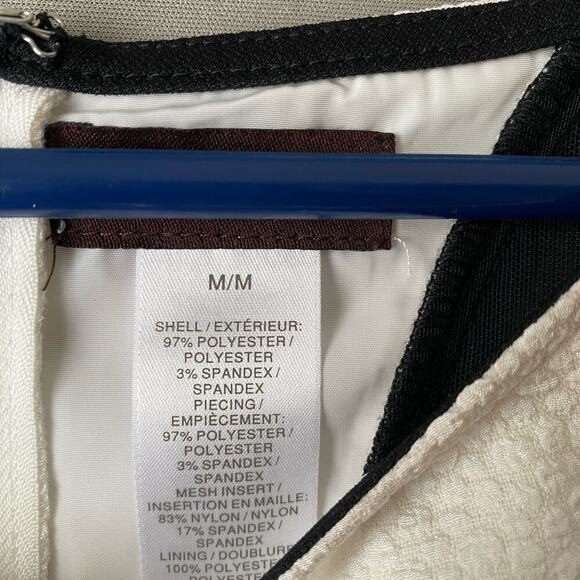 M/M
SHELL / EXTÉRIEUR:
97% POLYESTER /
POLYESTER
3% SPANDEX /
SPANDEX
PIECING /
EMPIÈCEMENT:
97% POLYESTER /
POLYESTER
3% SPANDEX /
SPANDEX
MESH INSERT /
INSERTION EN MAILLE:
83% NYLON / NYLON
17% SPANDEX /
SPANDEX
LINING / DOUBLURE
100% POLYESTER